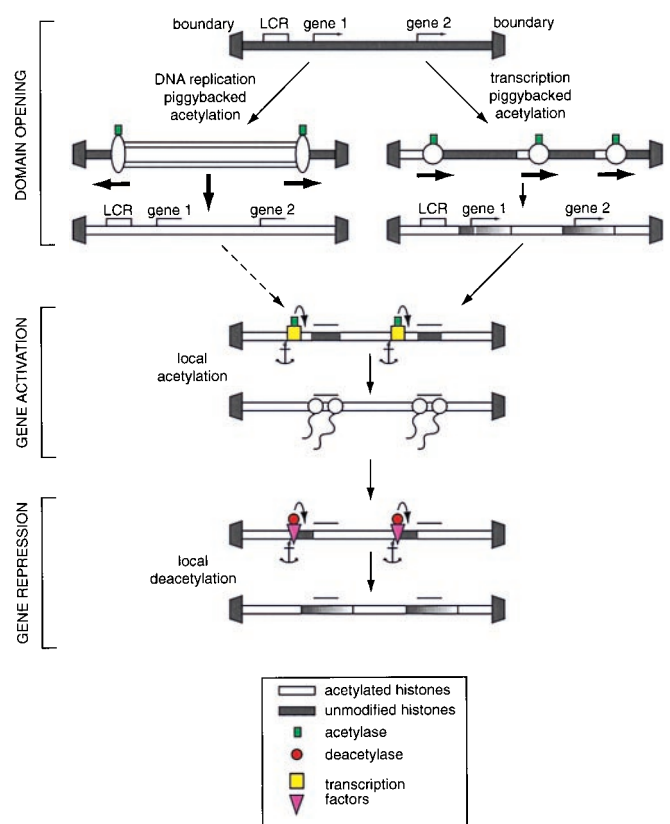 boundary
LCR
gene 1
gene 2
boundary
DNA replication
piggybacked
acetylation
transcription
piggybacked
acetylation
DOMAIN OPENING
LCR
gene 1
gene 2
LCR
gene 1
gene 2
GENE ACTIVATION
local
acetylation
GENE REPRESSION
local
deacetylation
acetylated histones
unmodified histones
acetylase
deacetylase
transcription
factors